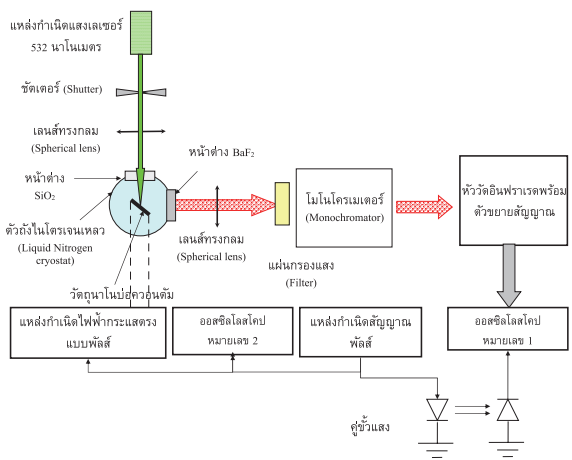 แหล่งกำเนิดแสงเลเซอร์
532 นาโนเมตร
ชัตเตอร์ (Shutter)
เลนส์ทรงกลม
(Spherical lens)
หน้าต่าง BaF₂
หน้าต่าง
SiO₂
ตัวถังไนโตรเจนเหลว
(Liquid Nitrogen
cryostat)
วัตถุนาโนบ่อควอนตัม
เลนส์ทรงกลม
(Spherical lens)
แผ่นกรองแสง
(Filter)
โมโนโครเมเตอร์
(Monochromator)
หัววัดอินฟราเรดพร้อม
ตัวขยายสัญญาณ
แหล่งกำเนิดไฟฟ้ากระแสตรง
แบบพัลส์
ออสซิลโลสโคป
หมายเลข 2
แหล่งกำเนิดสัญญาณ
พัลส์
ออสซิลโลสโคป
หมายเลข 1
คู่ขั้วแสง